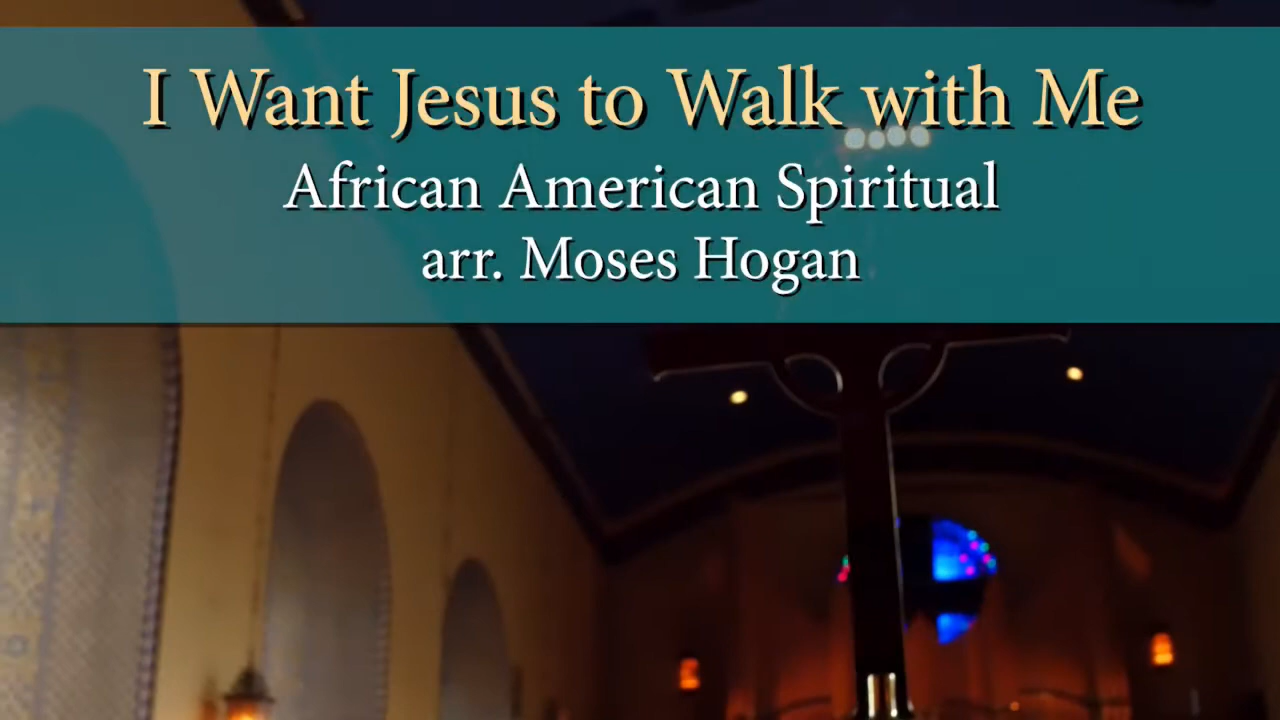 I Want Jesus to Walk with Me
African American Spiritual
arr. Moses Hogan